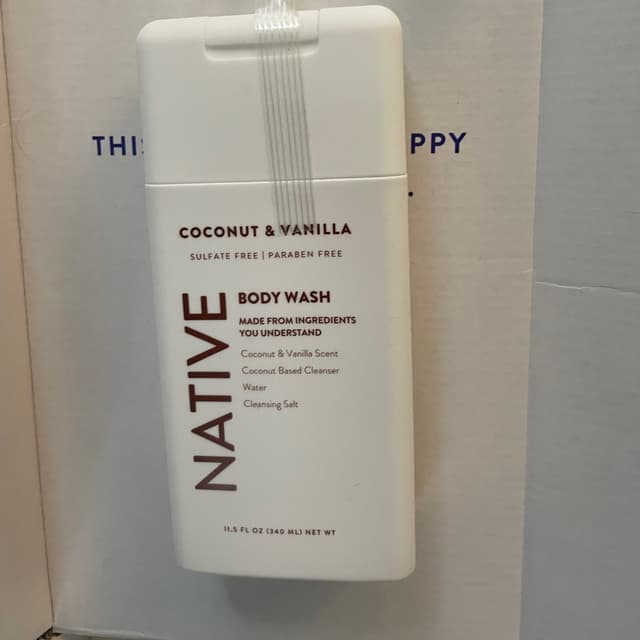 THIS PPY
COCONUT & VANILLA
SULFATE FREE | PARABEN FREE
NATIVE
BODY WASH
MADE FROM INGREDIENTS
YOU UNDERSTAND
Coconut & Vanilla Scent
Coconut Based Cleanser
Water
Cleansing Salt
11.5 FL OZ (340 ML) NET WT